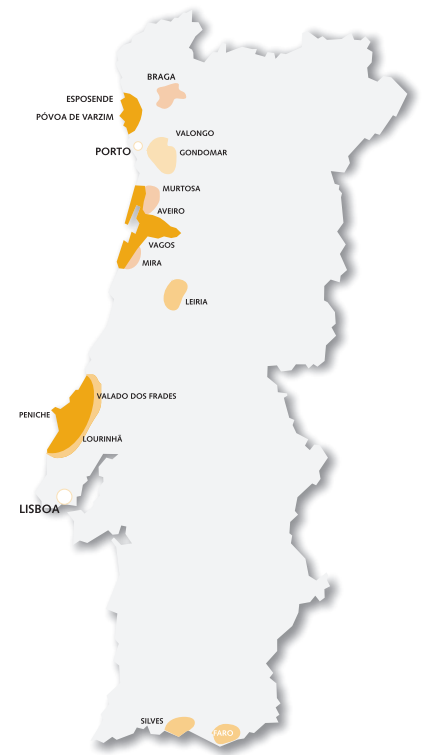 BRAGA
ESPOSENDE
PÓVOA DE VARZIM
VALONGO
PORTO
GONDOMAR
MURTOSA
AVEIRO
VAGOS
MIRA
LEIRIA
VALADO DOS FRADES
PENICHE
LOURINHÃ
LISBOA
SILVES
FARO